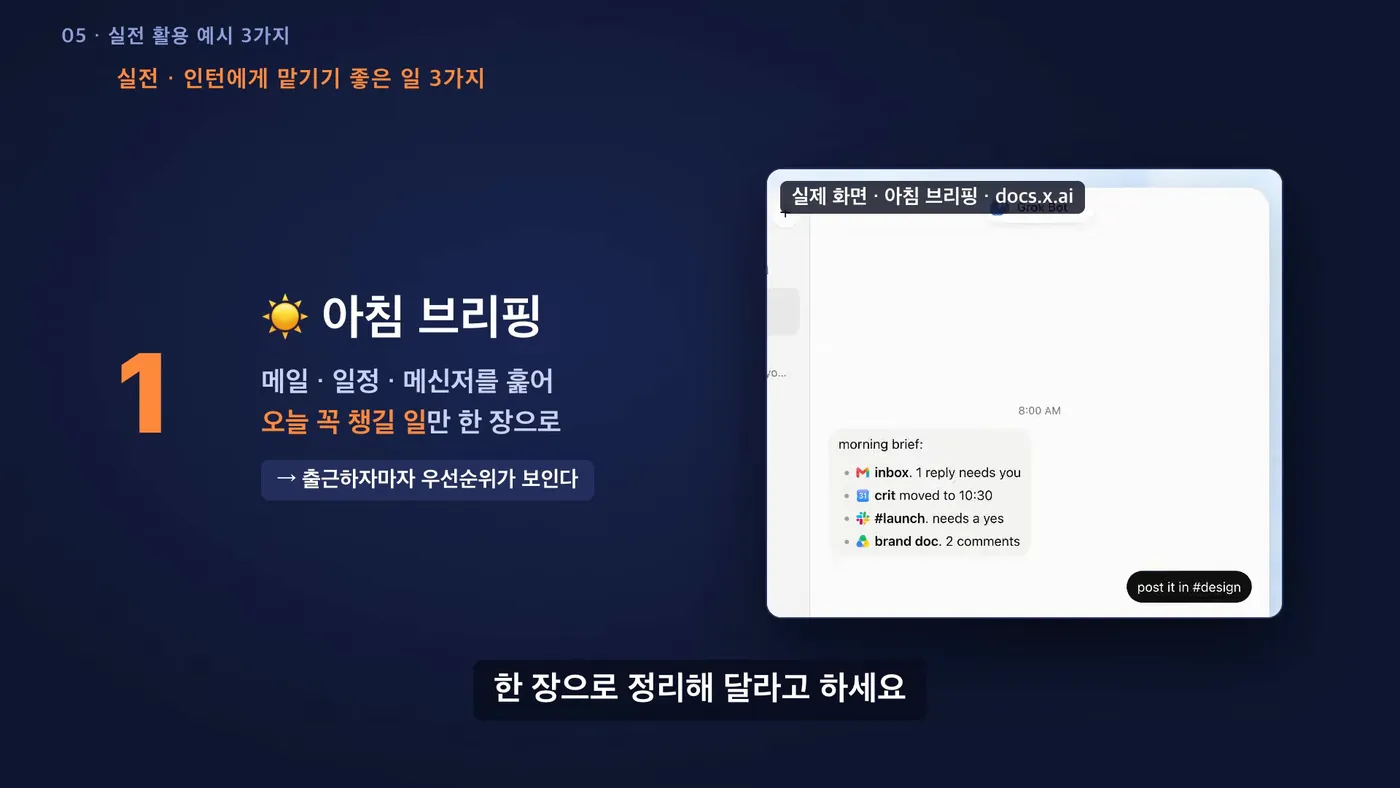 05 · 실전 활용 예시 3가지
실전 · 인턴에게 맡기기 좋은 일 3가지
1
아침 브리핑
메일 · 일정 · 메신저를 훑어
오늘 꼭 챙길 일만 한 장으로
→ 출근하자마자 우선순위가 보인다
실제 화면 · 아침 브리핑 · docs.x.ai
Grok Bot
yo...
8:00 AM
morning brief:
inbox. 1 reply needs you
31 crit moved to 10:30
#launch. needs a yes
brand doc. 2 comments
post it in #design
한 장으로 정리해 달라고 하세요